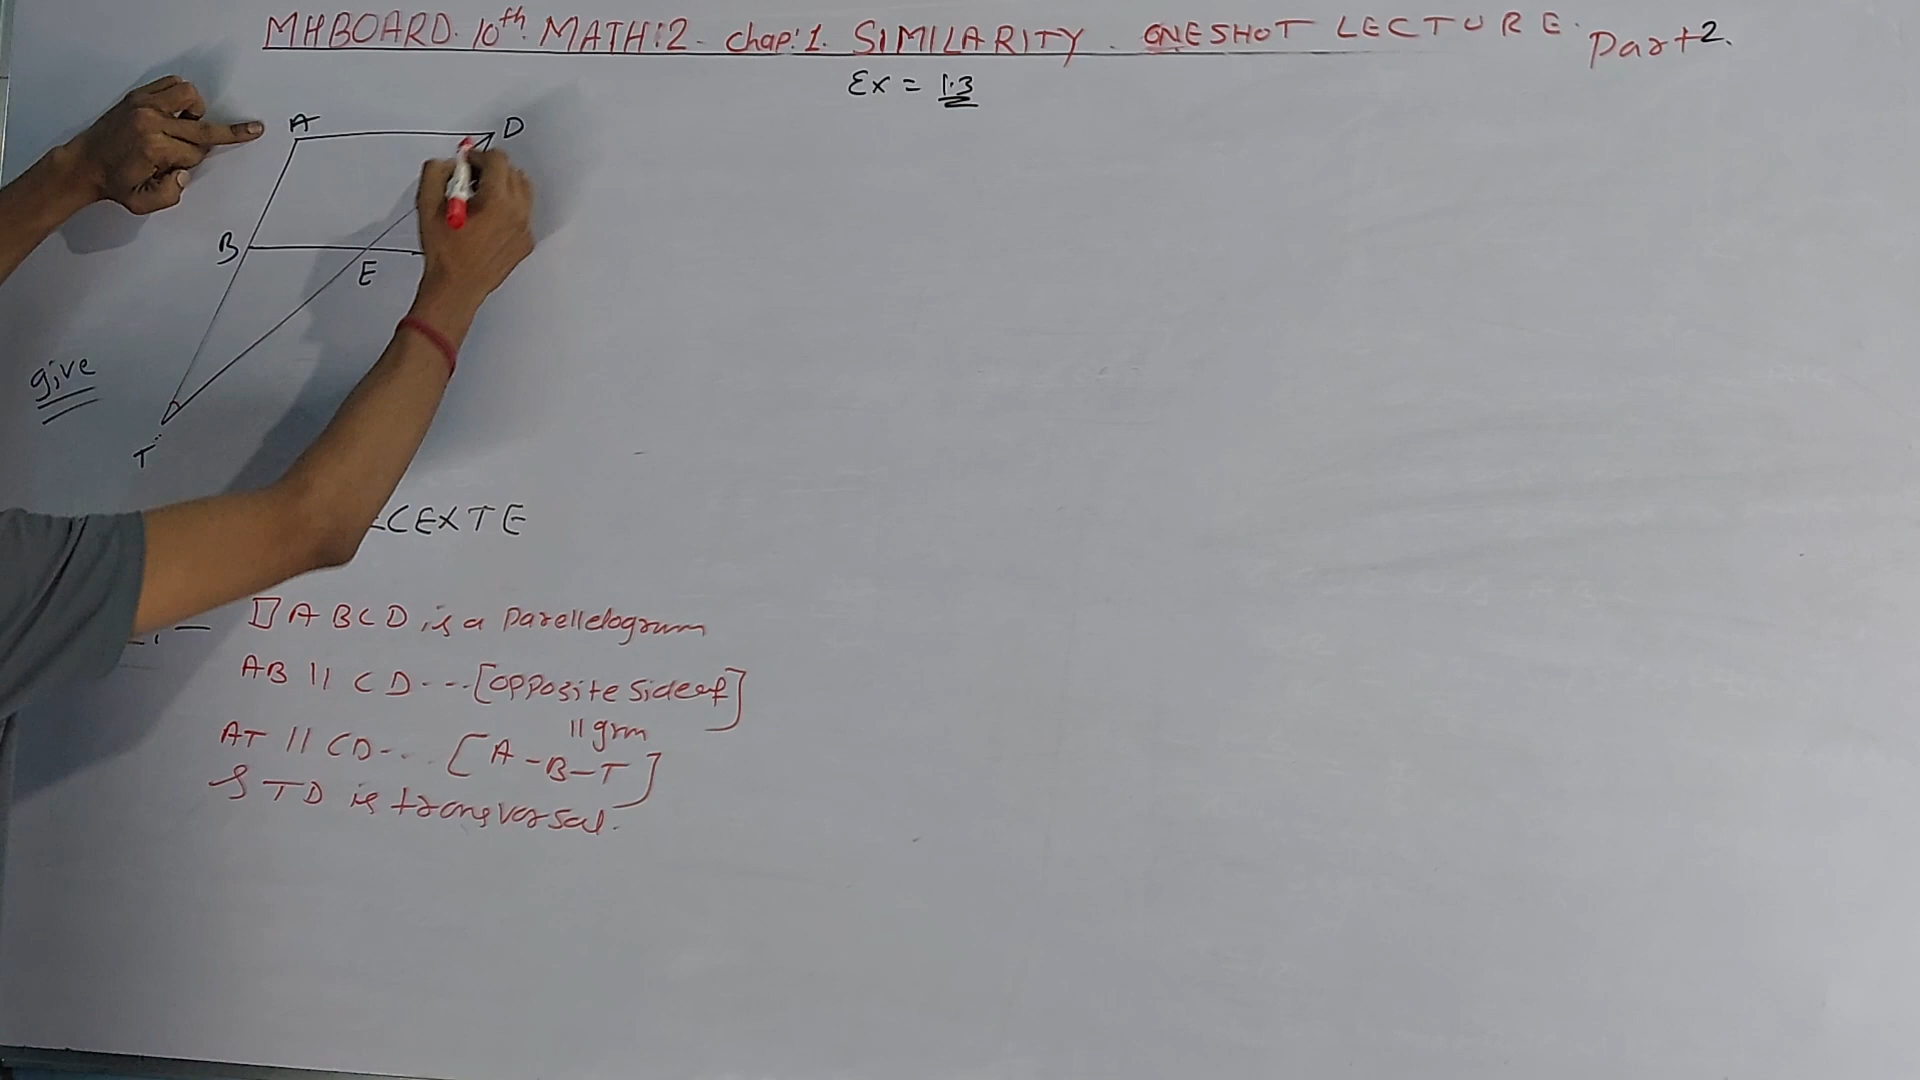 MHBOARD. 10th. MATH:2 - Chap:1. SIMILARITY. ONESHOT LECTURE. Part 2.
Ex = 1.3
A D
B
E
give
T
CEXTE
□ABCD is a Parellelogram
AB || CD---[opposite side of]
||grm
AT || CD-... [A-B-T]
& TD is transversal.